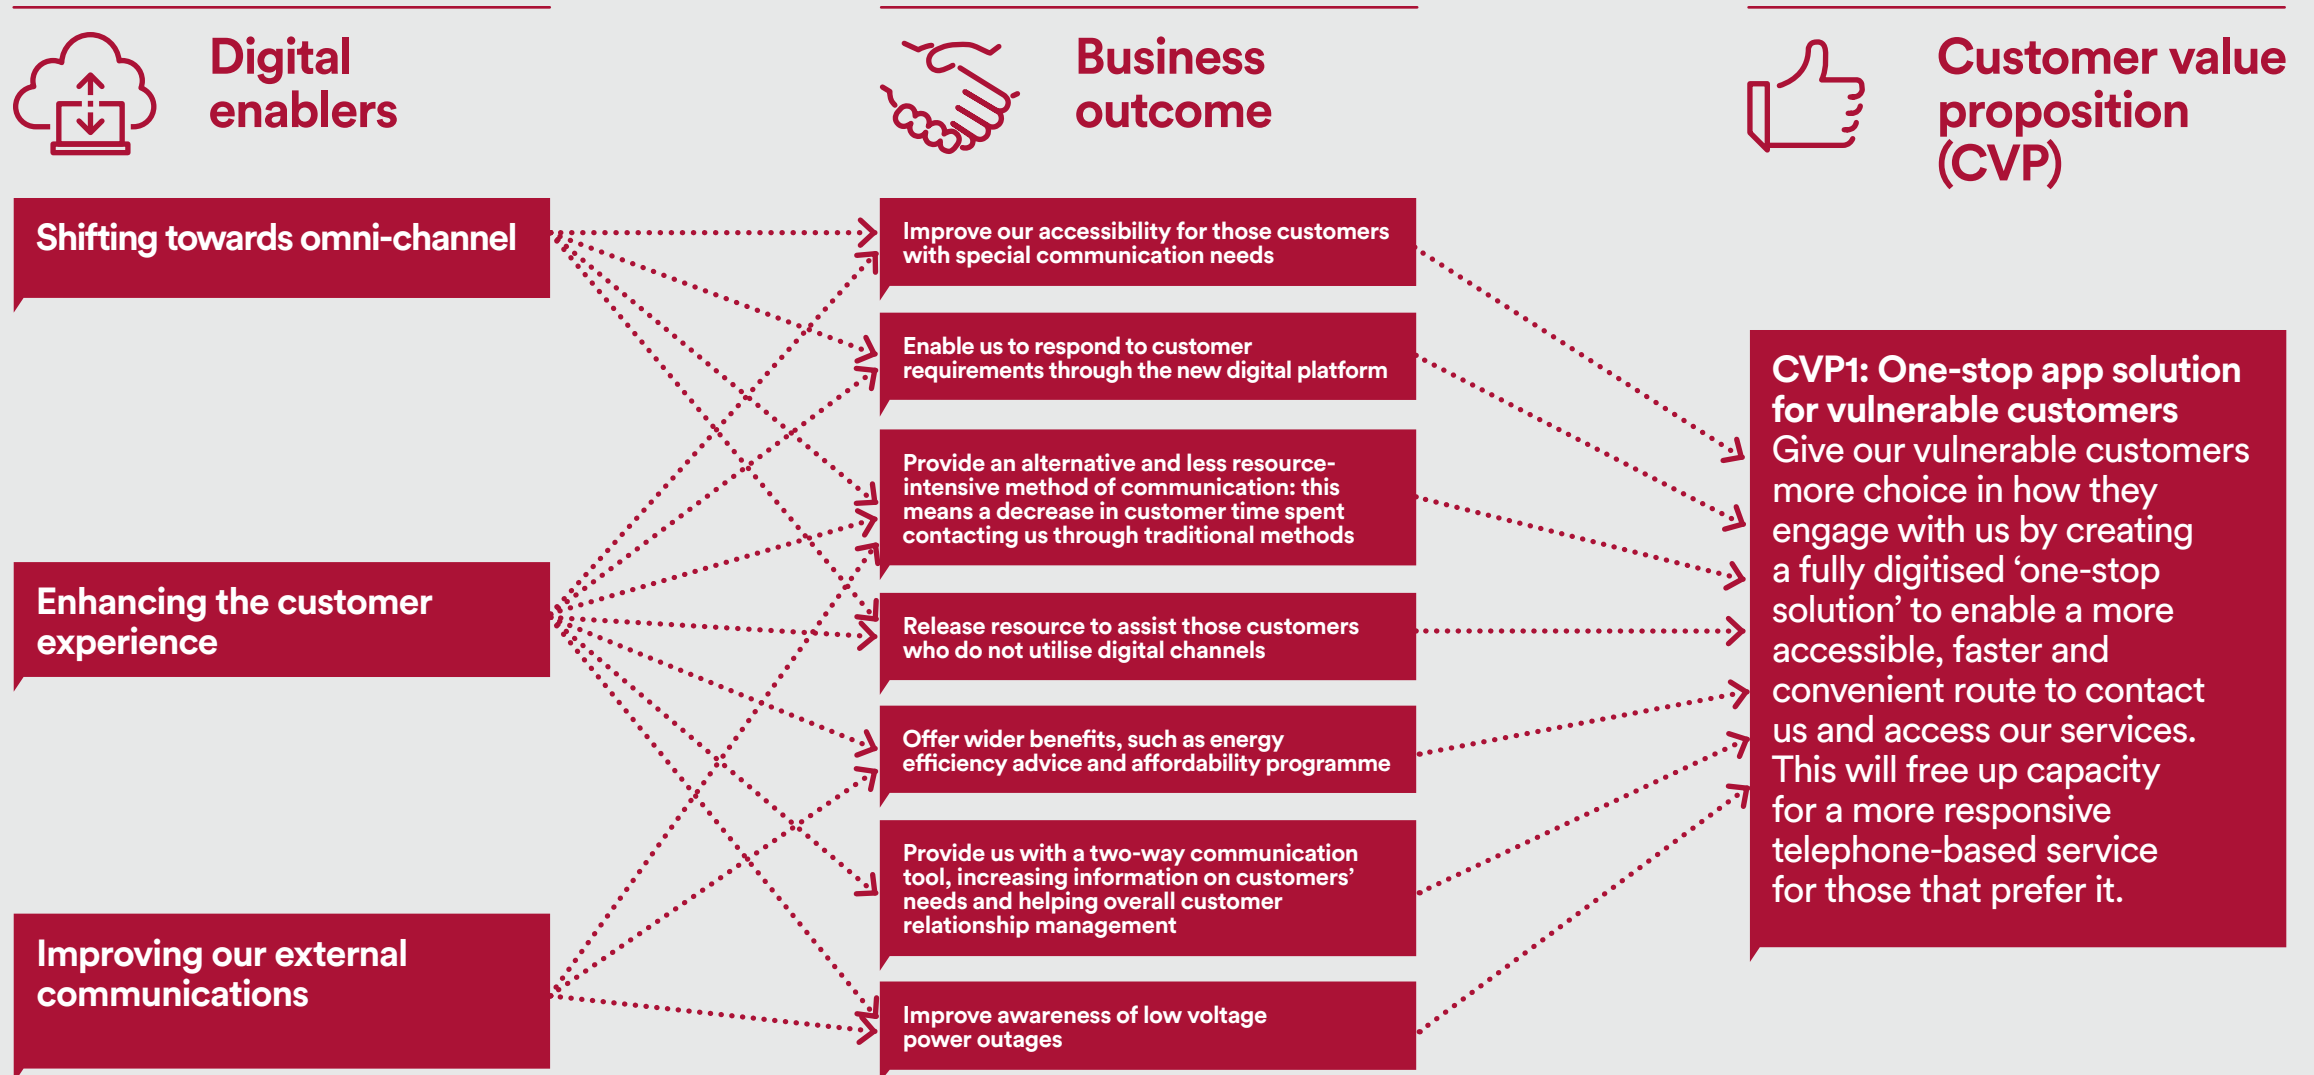 Digital
enablers
Shifting towards omni-channel
Enhancing the customer
experience
Improving our external
communications
Business
outcome
Improve our accessibility for those customers
with special communication needs
Enable us to respond to customer
requirements through the new digital platform
Provide an alternative and less resource-
intensive method of communication: this
means a decrease in customer time spent
contacting us through traditional methods
Release resource to assist those customers
who do not utilise digital channels
Offer wider benefits, such as energy
efficiency advice and affordability programme
Provide us with a two-way communication
tool, increasing information on customers’
needs and helping overall customer
relationship management
Improve awareness of low voltage
power outages
Customer value
proposition
(CVP)
CVP1: One-stop app solution
for vulnerable customers
Give our vulnerable customers
more choice in how they
engage with us by creating
a fully digitised ‘one-stop
solution’ to enable a more
accessible, faster and
convenient route to contact
us and access our services.
This will free up capacity
for a more responsive
telephone-based service
for those that prefer it.